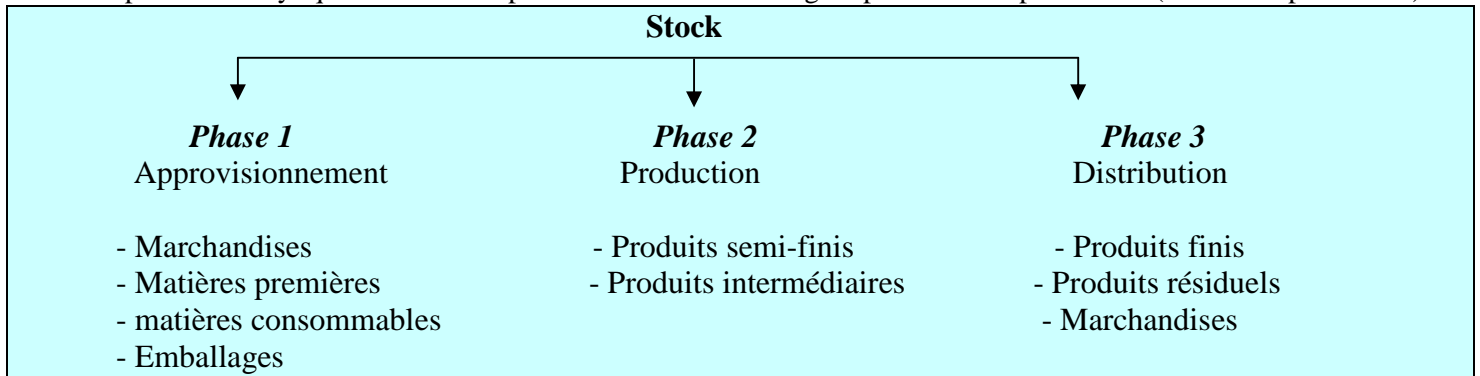 Stock
Phase 1 Phase 2 Phase 3
Approvisionnement Production Distribution
- Marchandises - Produits semi-finis - Produits finis
- Matières premières - Produits intermédiaires - Produits résiduels
- matières consommables - Marchandises
- Emballages